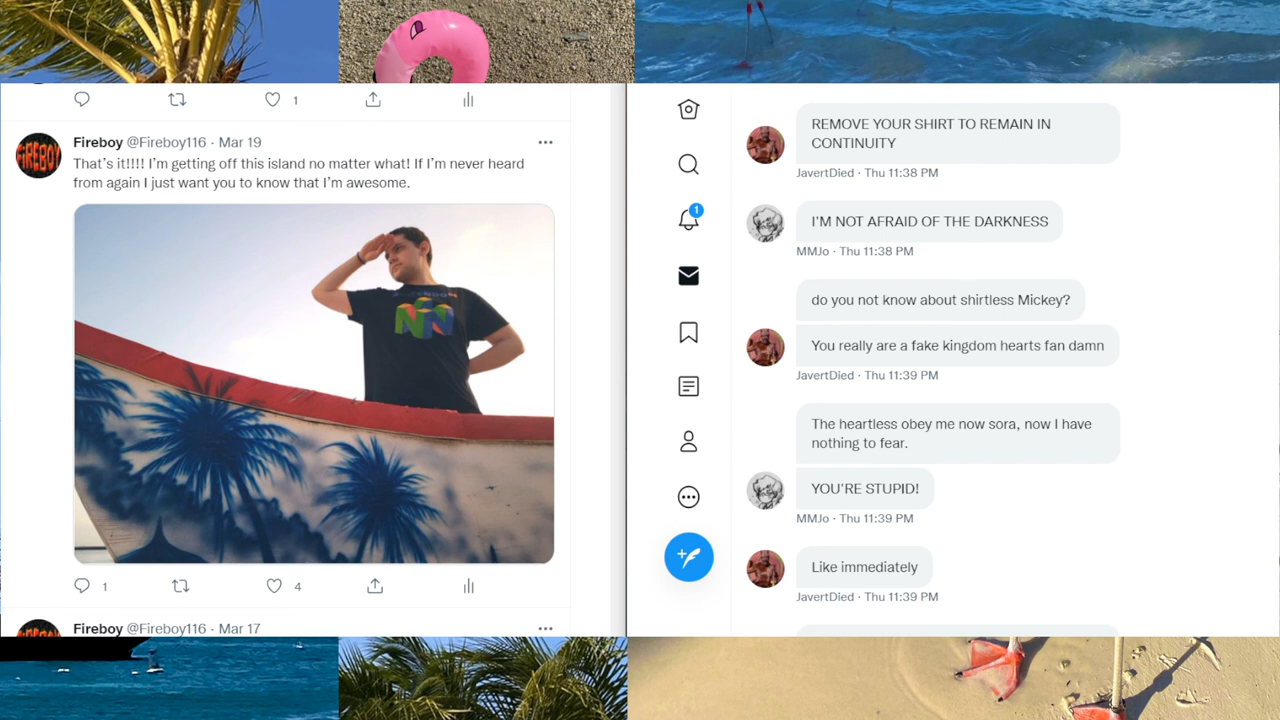 1
Fireboy @Fireboy116 · Mar 19
That's it!!!! I'm getting off this island no matter what! If I'm never heard
from again I just want you to know that I'm awesome.
FIREBOY
1
4
Fireboy @Fireboy116 · Mar 17
1
REMOVE YOUR SHIRT TO REMAIN IN
CONTINUITY
JavertDied · Thu 11:38 PM
I'M NOT AFRAID OF THE DARKNESS
MMJo · Thu 11:38 PM
do you not know about shirtless Mickey?
You really are a fake kingdom hearts fan damn
JavertDied · Thu 11:39 PM
The heartless obey me now sora, now I have
nothing to fear.
YOU'RE STUPID!
MMJo · Thu 11:39 PM
Like immediately
JavertDied · Thu 11:39 PM